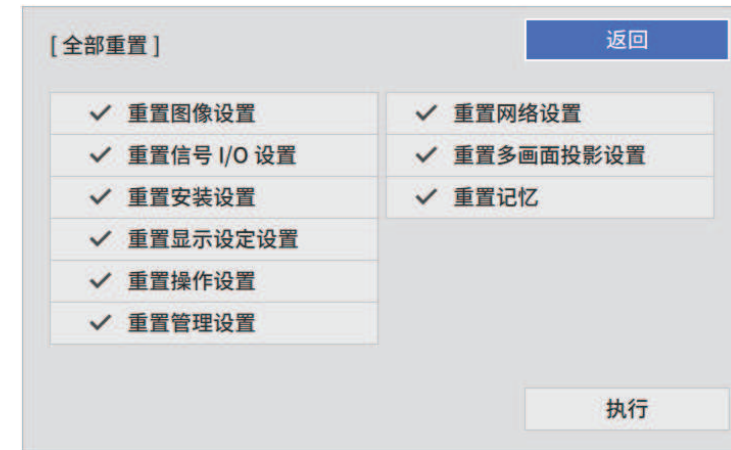 [ 全部重置 ]
返回
✓ 重置图像设置
✓ 重置信号 I/O 设置
✓ 重置安装设置
✓ 重置显示设定设置
✓ 重置操作设置
✓ 重置管理设置
✓ 重置网络设置
✓ 重置多画面投影设置
✓ 重置记忆
执行